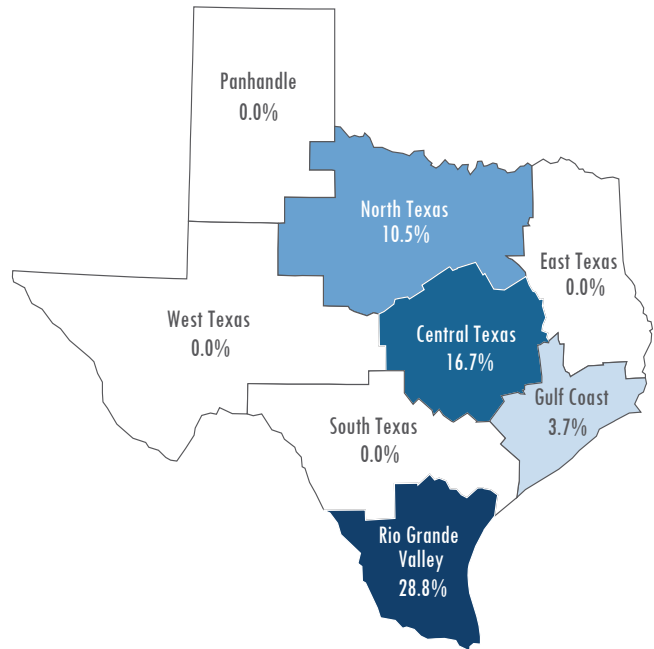 Panhandle
0.0%
North Texas
10.5%
East Texas
0.0%
West Texas
0.0%
Central Texas
16.7%
Gulf Coast
3.7%
South Texas
0.0%
Rio Grande
Valley
28.8%